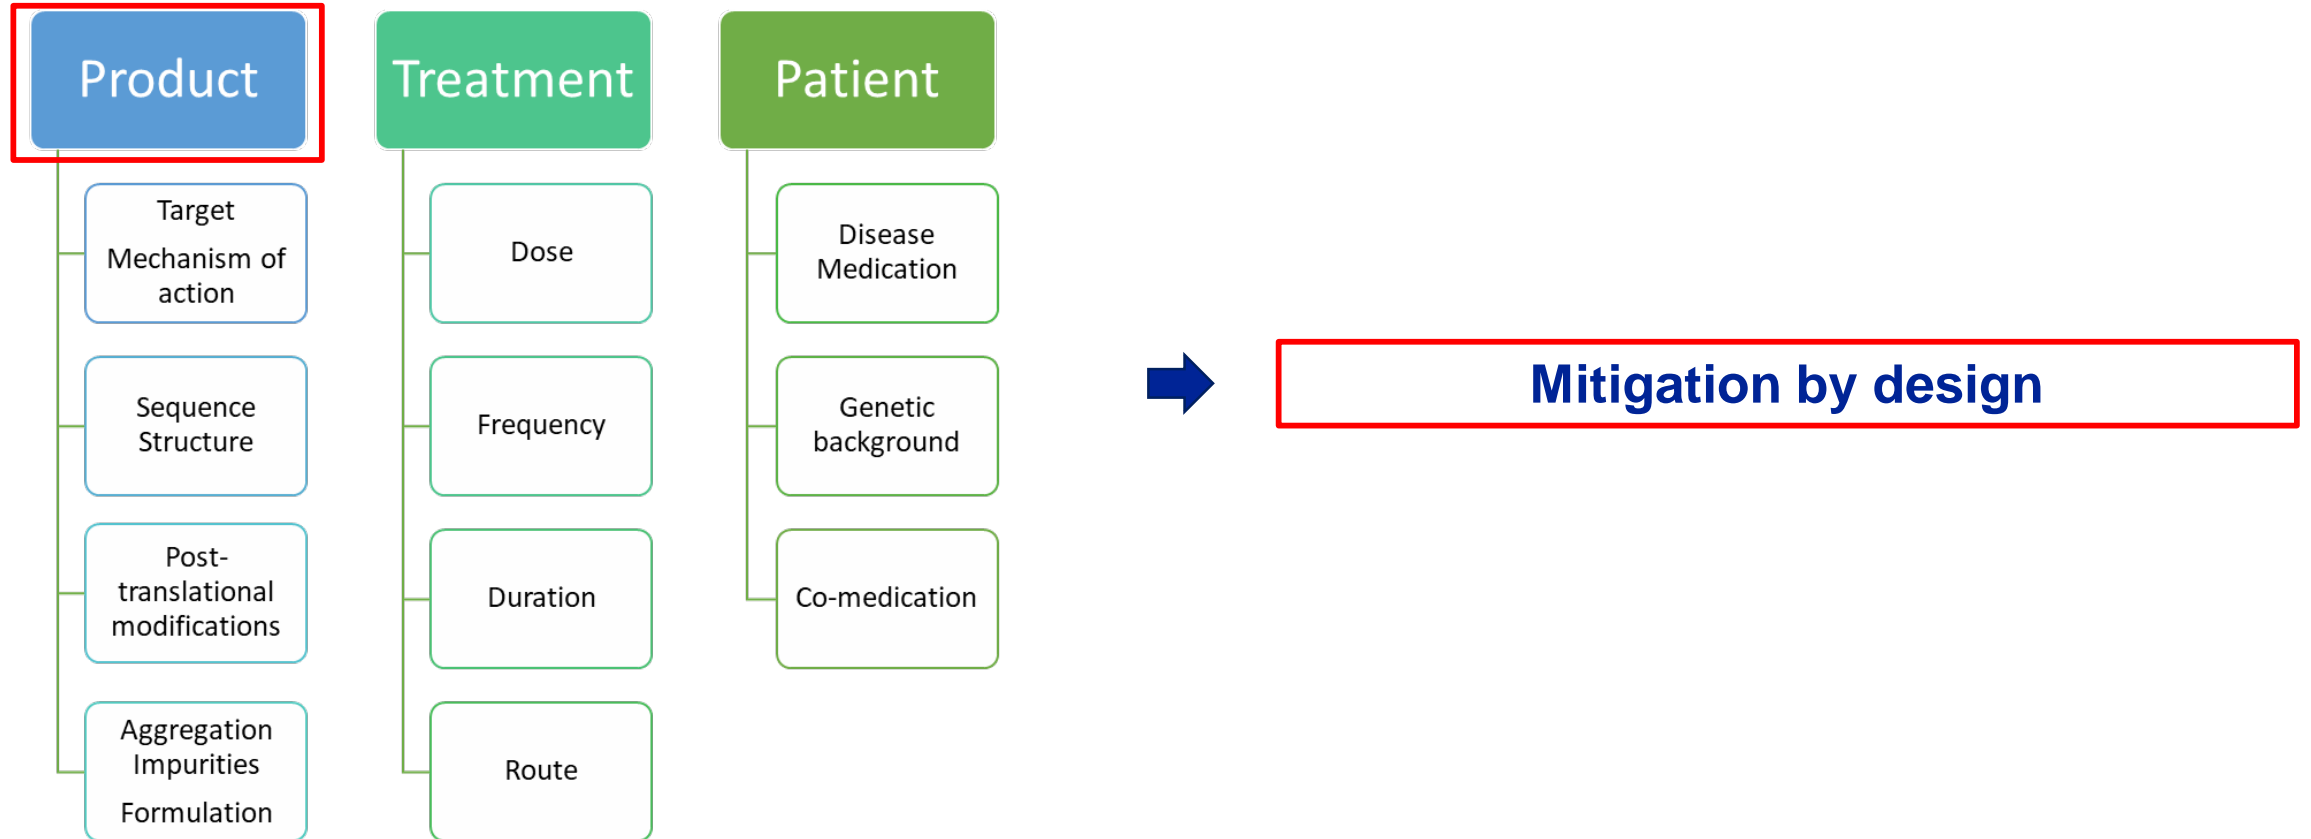 Product
Target
Mechanism of
action
Sequence
Structure
Post-
translational
modifications
Aggregation
Impurities
Formulation
Treatment
Dose
Frequency
Duration
Route
Patient
Disease
Medication
Genetic
background
Co-medication
Mitigation by design